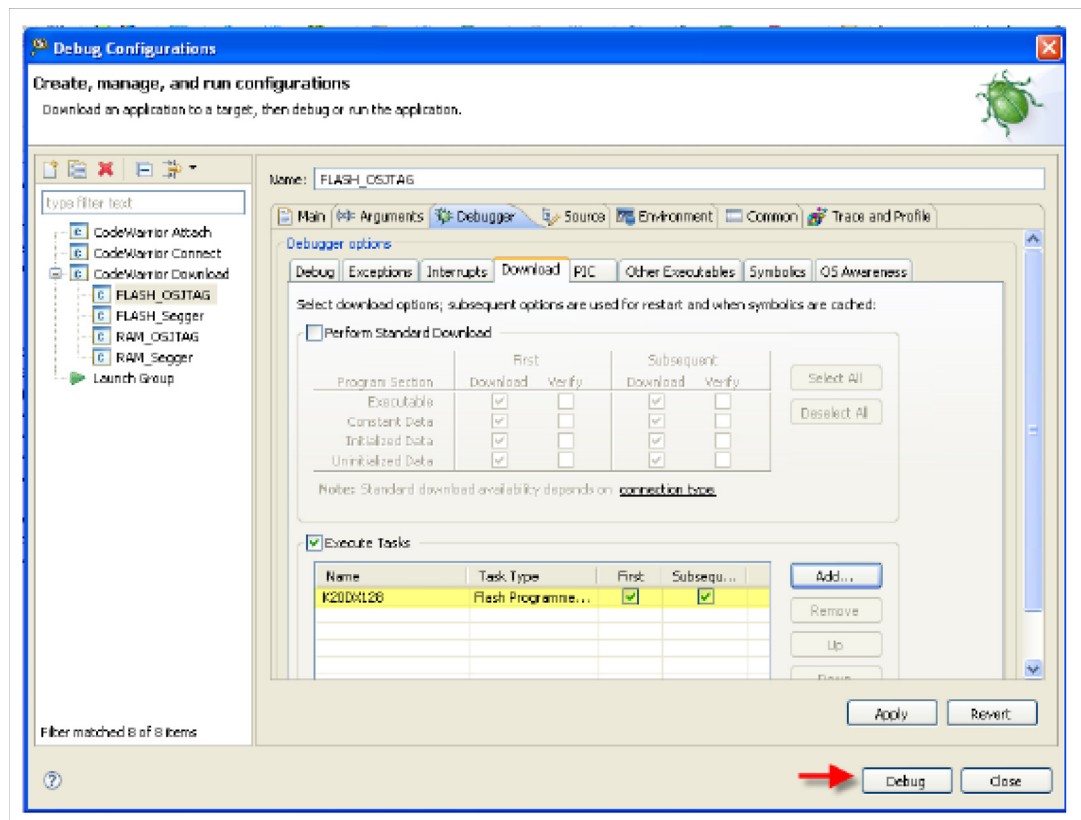 Debug Configurations
Create, manage, and run configurations
Download an application to a target, then debug or run the application.
type filter text
CodeWarrior Attach
CodeWarrior Connect
CodeWarrior Download
FLASH_OSJTAG
FLASH_Segger
RAM_OSJTAG
RAM_Segger
Launch Group
Filter matched 8 of 8 items
Name: FLASH_OSJTAG
Main Arguments Debugger Source Environment Common Trace and Profile
Debugger options
Debug Exceptions Interrupts Download PIC Other Executables Symbolics OS Awareness
Select download options; subsequent options are used for restart and when symbolics are cached:
Perform Standard Download
First Subsequent
Program Section Download Verify Download Verify
Executable
Constant Data
Initialized Data
Uninitialized Data
Select All
Deselect All
Note: Standard download availability depends on connection type.
Execute Tasks
Name Task Type First Subsequ...
K20DX128 Flash Programme...
Add...
Remove
Up
Down
Apply Revert
Debug Close